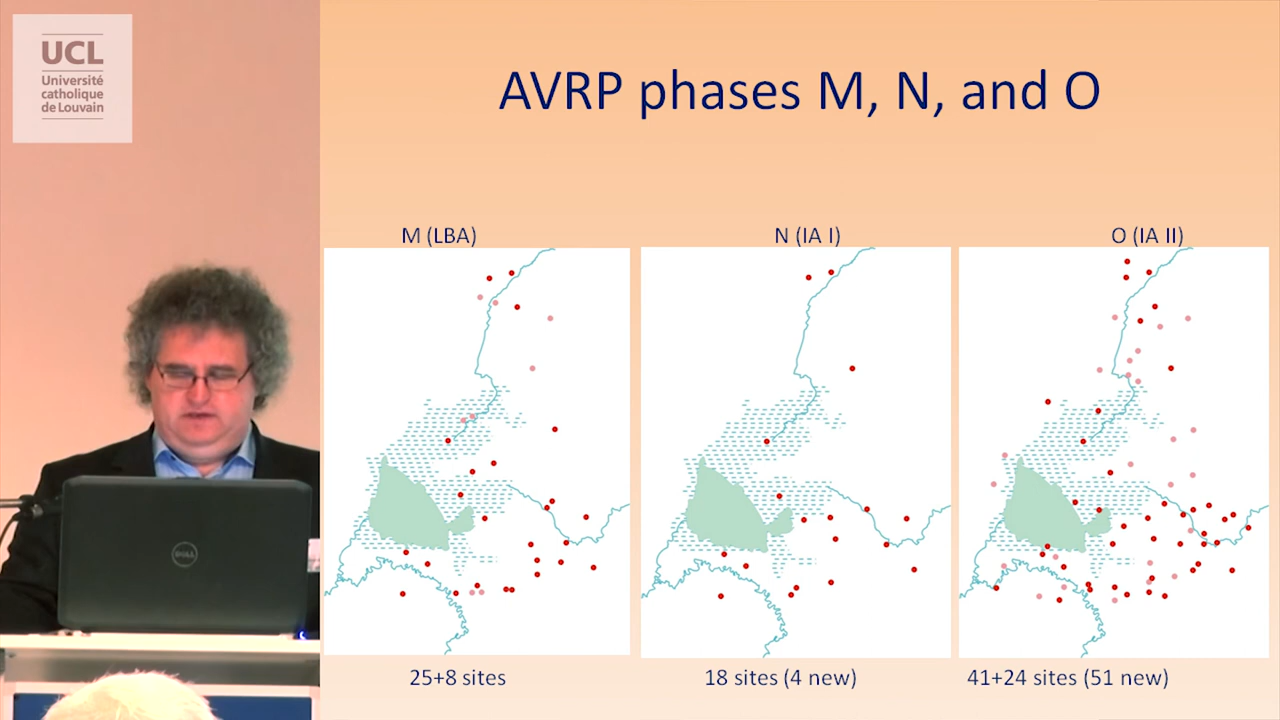 UCL
Université
catholique
de Louvain
AVRP phases M, N, and O
M (LBA)
N (IA I)
O (IA II)
25+8 sites
18 sites (4 new)
41+24 sites (51 new)
DELL